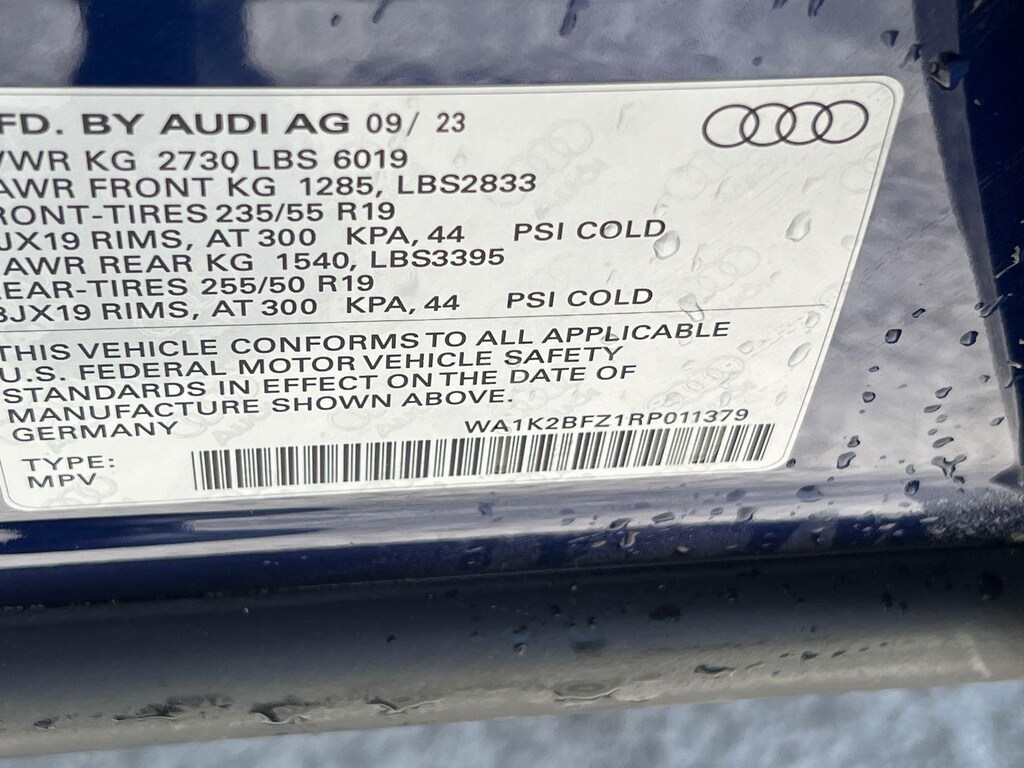 FD. BY AUDI AG 09/ 23
VWR KG 2730 LBS 6019
AWR FRONT KG 1285, LBS2833
RONT-TIRES 235/55 R19
JX19 RIMS, AT 300 KPA, 44 PSI COLD
AWR REAR KG 1540, LBS3395
EAR-TIRES 255/50 R19
8JX19 RIMS, AT 300 KPA, 44 PSI COLD
THIS VEHICLE CONFORMS TO ALL APPLICABLE
U.S. FEDERAL MOTOR VEHICLE SAFETY
STANDARDS IN EFFECT ON THE DATE OF
MANUFACTURE SHOWN ABOVE.
GERMANY WA1K2BFZ1RP011379
TYPE:
MPV